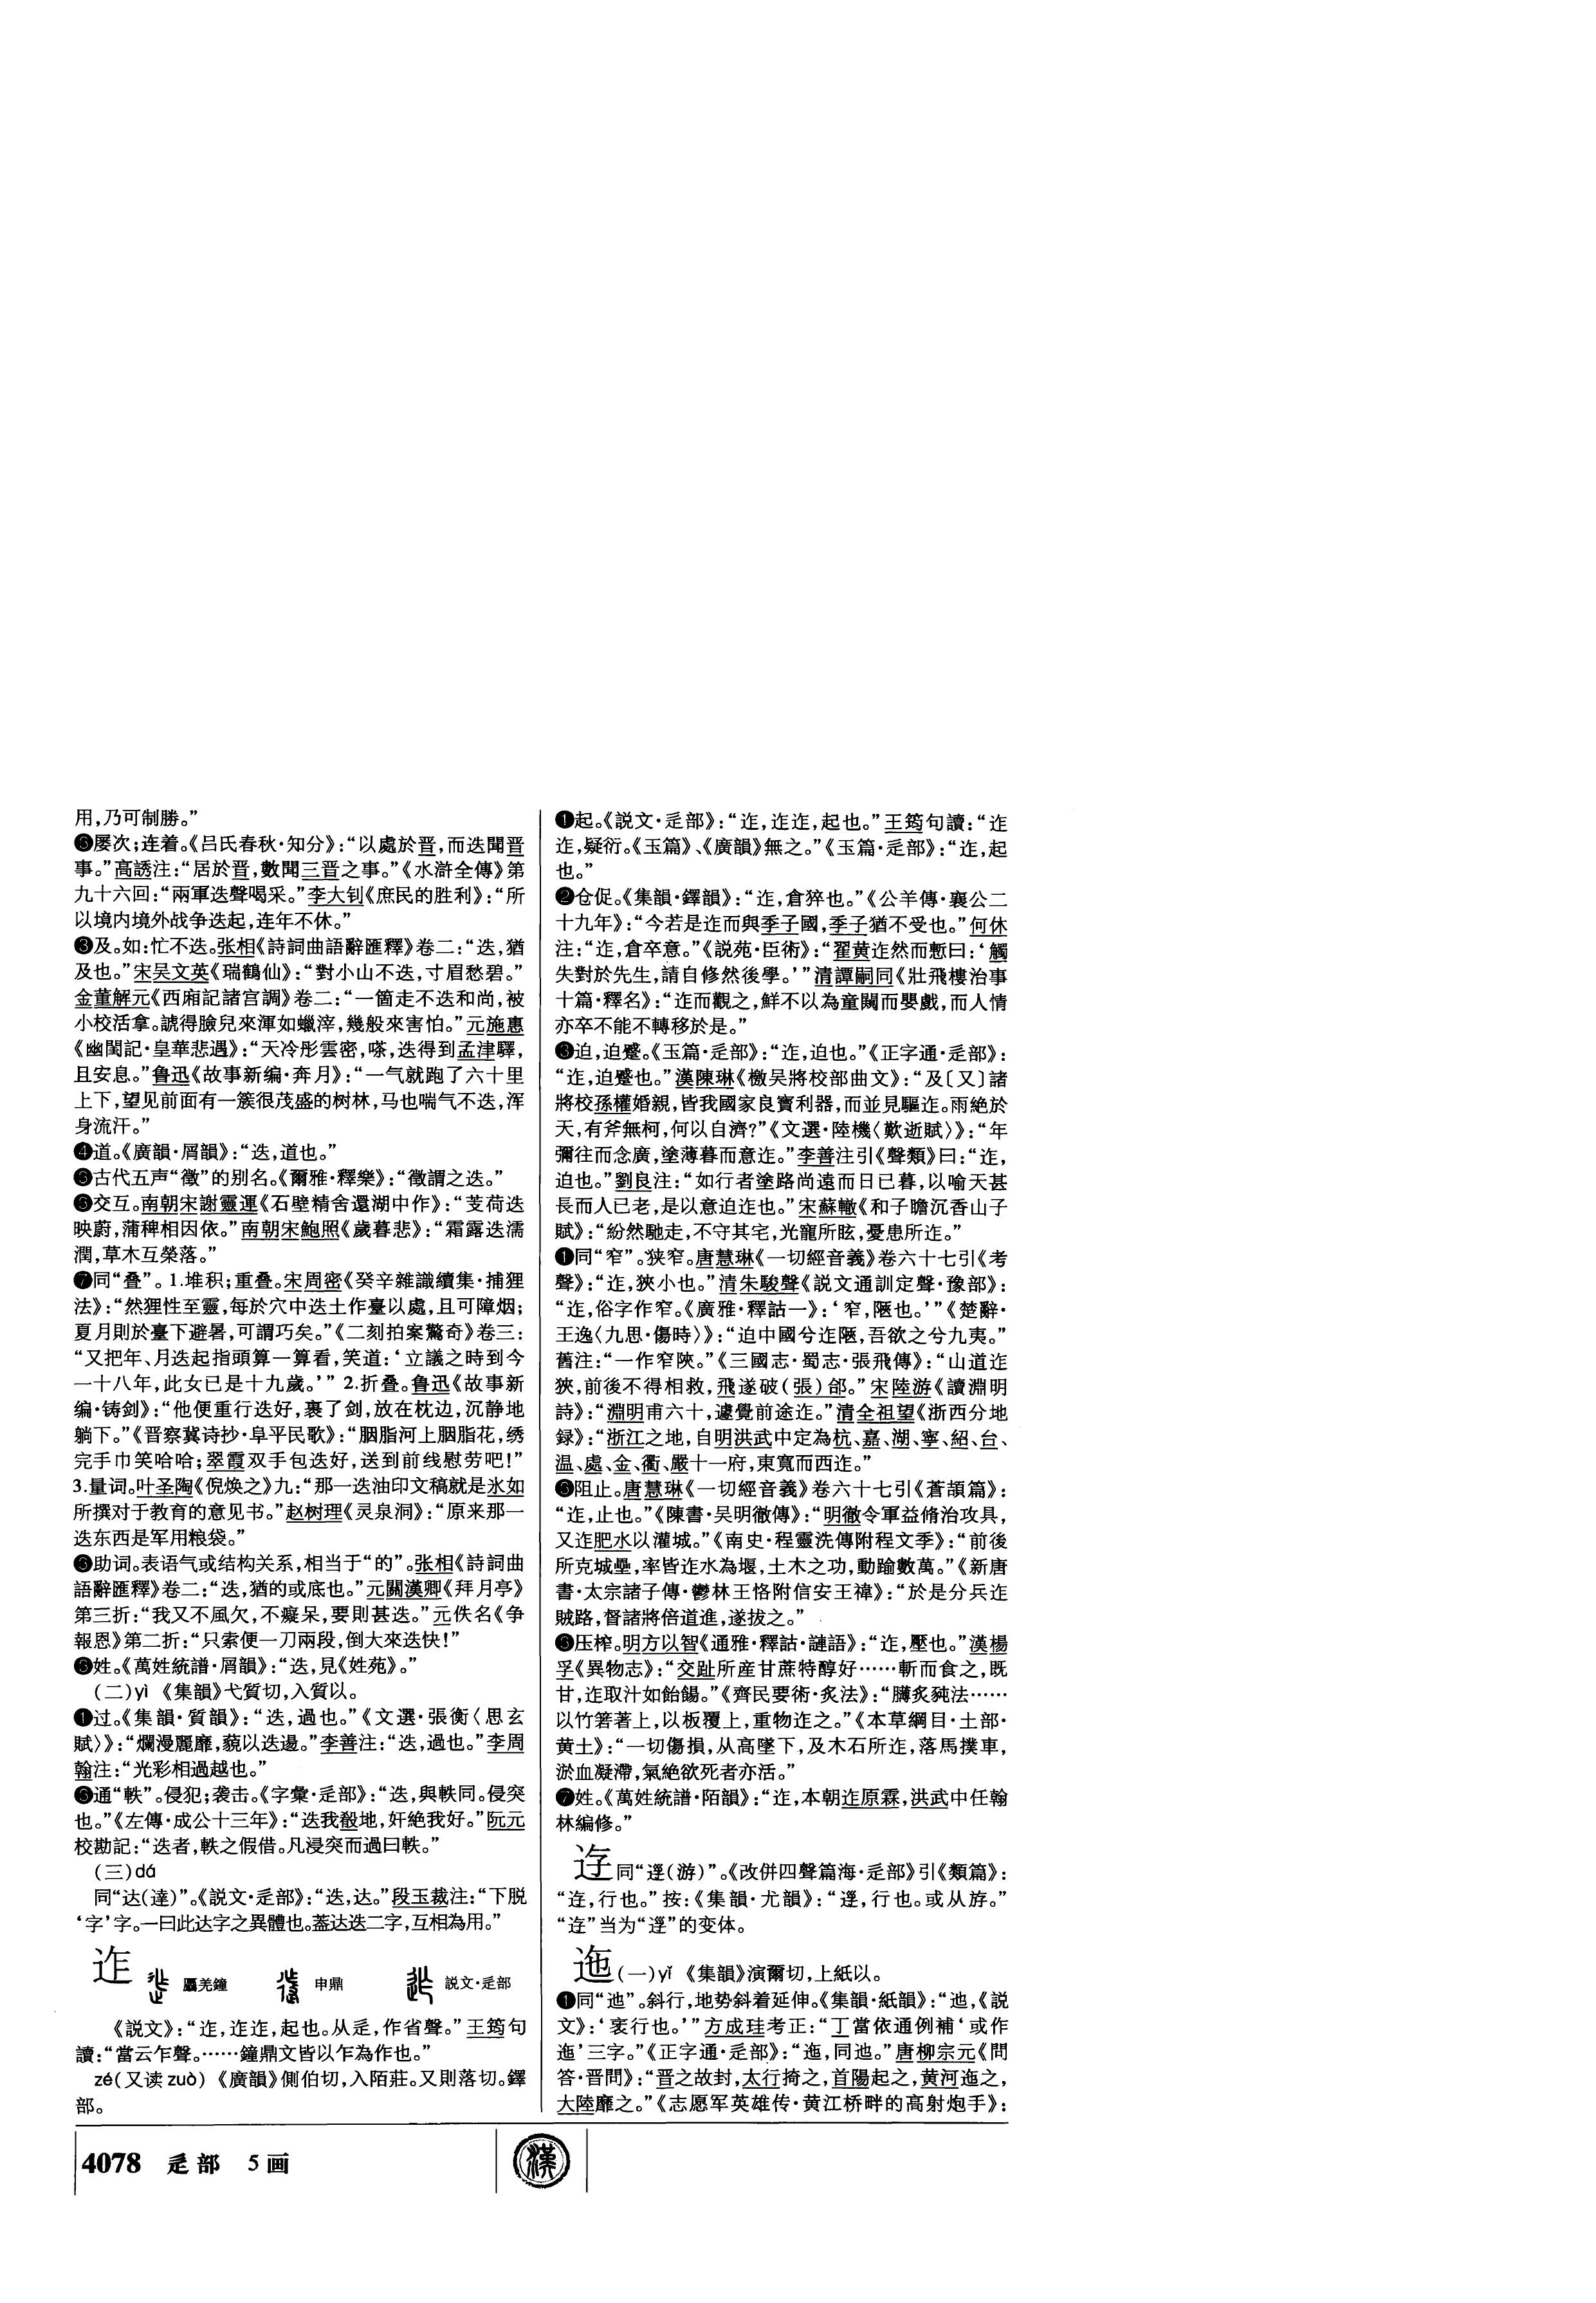 用，乃可制勝。”
❷屡次；连着。《吕氏春秋·知分》：“以處於晋，而迭聞晋
事。”高誘注：“居於晋，數聞三晋之事。”《水滸全傳》第
九十六回：“兩軍迭聲喝采。”李大钊《庶民的胜利》：“所
以境内境外战争迭起，连年不休。”
❸及。如：忙不迭。张相《詩詞曲語辭匯釋》卷二：“迭，猶
及也。”宋吴文英《瑞鶴仙》：“對小山不迭，寸眉愁碧。”
金董解元《西廂記諸宫調》卷二：“一箇走不迭和尚，被
小校活拿。諕得臉兒來渾如蠟滓，幾般來害怕。”元施惠
《幽閨記·皇華悲遇》：“天冷彤雲密，嗏，迭得到孟津驛，
且安息。”鲁迅《故事新编·奔月》：“一气就跑了六十里
上下，望见前面有一簇很茂盛的树林，马也喘气不迭，浑
身流汗。”
❹道。《廣韻·屑韻》：“迭，道也。”
❺古代五声“徵”的别名。《爾雅·釋樂》：“徵謂之迭。”
❻交互。南朝宋謝靈運《石壁精舍還湖中作》：“芰荷迭
映蔚，蒲稗相因依。”南朝宋鮑照《歲暮悲》：“霜露迭濡
潤，草木互榮落。”
❼同“叠”。1.堆积；重叠。宋周密《癸辛雜識續集·捕狸
法》：“然狸性至靈，每於穴中迭土作臺以處，且可障烟；
夏月則於臺下避暑，可謂巧矣。”《二刻拍案驚奇》卷三：
“又把年、月迭起指頭算一算看，笑道：‘立議之時到今
一十八年，此女已是十九歲。’”2.折叠。鲁迅《故事新
编·铸剑》：“他便重行迭好，裹了剑，放在枕边，沉静地
躺下。”《晋察冀诗抄·阜平民歌》：“胭脂河上胭脂花，绣
完手巾笑哈哈；翠霞双手包迭好，送到前线慰劳吧！”
3.量词。叶圣陶《倪焕之》九：“那一迭油印文稿就是冰如
所撰对于教育的意见书。”赵树理《灵泉洞》：“原来那一
迭东西是军用粮袋。”
❽助词。表语气或结构关系，相当于“的”。张相《詩詞曲
語辭匯釋》卷二：“迭，猶的或底也。”元關漢卿《拜月亭》
第三折：“我又不風欠，不癡呆，要則甚迭。”元佚名《争
報恩》第二折：“只索便一刀兩段，倒大來迭快！”
❾姓。《萬姓統譜·屑韻》：“迭，見《姓苑》。”
（二）yì 《集韻》弋質切，入質以。
❶过。《集韻·質韻》：“迭，過也。”《文選·張衡〈思玄
賦〉》：“爛漫麗靡，藐以迭逷。”李善注：“迭，過也。”李周
翰注：“光彩相過越也。”
❷通“軼”。侵犯；袭击。《字彙·辵部》：“迭，與軼同。侵突
也。”《左傳·成公十三年》：“迭我殽地，奸絶我好。”阮元
校勘記：“迭者，軼之假借。凡浸突而過曰軼。”
（三）dá
同“达（達）”。《説文·辵部》：“迭，达。”段玉裁注：“下脱
‘字’字。一曰此达字之異體也。葢达迭二字，互相為用。”
迮 𠫑羌鐘 申鼎 説文·辵部
《説文》：“迮，迮迮，起也。从辵，作省聲。”王筠句
讀：“當云乍聲。……鐘鼎文皆以乍為作也。”
zé（又读zuò） 《廣韻》側伯切，入陌莊。又則落切。鐸
部。
❶起。《説文·辵部》：“迮，迮迮，起也。”王筠句讀：“迮
迮，疑衍。《玉篇》、《廣韻》無之。”《玉篇·辵部》：“迮，起
也。”
❷仓促。《集韻·鐸韻》：“迮，倉猝也。”《公羊傳·襄公二
十九年》：“今若是迮而與季子國，季子猶不受也。”何休
注：“迮，倉卒意。”《説苑·臣術》：“翟黄迮然而慙曰：‘觸
失對於先生，請自修然後學。’”清譚嗣同《壯飛樓治事
十篇·釋名》：“迮而觀之，鮮不以為童鬨而嬰戲，而人情
亦卒不能不轉移於是。”
❸迫，迫蹙。《玉篇·辵部》：“迮，迫也。”《正字通·辵部》：
“迮，迫蹙也。”漢陳琳《檄吴將校部曲文》：“及〔又〕諸
將校孫權婚親，皆我國家良寳利器，而並見驅迮。雨絶於
天，有斧無柯，何以自濟？”《文選·陸機〈歎逝賦〉》：“年
彌往而念廣，塗薄暮而意迮。”李善注引《聲類》曰：“迮，
迫也。”劉良注：“如行者塗路尚遠而日已暮，以喻天甚
長而人已老，是以意迫迮也。”宋蘇轍《和子瞻沉香山子
賦》：“紛然馳走，不守其宅，光寵所眩，憂患所迮。”
❹同“窄”。狭窄。唐慧琳《一切經音義》卷六十七引《考
聲》：“迮，狹小也。”清朱駿聲《説文通訓定聲·豫部》：
“迮，俗字作窄。《廣雅·釋詁一》：‘窄，陿也。’”《楚辭·
王逸〈九思·傷時〉》：“迫中國兮迮陿，吾欲之兮九夷。”
舊注：“一作窄陜。”《三國志·蜀志·張飛傳》：“山道迮
狹，前後不得相救，飛遂破（張）郃。”宋陸游《讀淵明
詩》：“淵明甫六十，遽覺前途迮。”清全祖望《浙西分地
録》：“浙江之地，自明洪武中定為杭、嘉、湖、寧、紹、台、
温、處、金、衢、嚴十一府，東寬而西迮。”
❺阻止。唐慧琳《一切經音義》卷六十七引《蒼頡篇》：
“迮，止也。”《陳書·吴明徹傳》：“明徹令軍益脩治攻具，
又迮肥水以灌城。”《南史·程靈洗傳附程文季》：“前後
所克城壘，率皆迮水為堰，土木之功，動踰數萬。”《新唐
書·太宗諸子傳·鬱林王恪附信安王禕》：“於是分兵迮
賊路，督諸將倍道進，遂拔之。”
❻压榨。明方以智《通雅·釋詁·謰語》：“迮，壓也。”漢楊
孚《異物志》：“交趾所産甘蔗特醇好……斬而食之，既
甘，迮取汁如飴餳。”《齊民要術·炙法》：“膊炙㹠法……
以竹箬著上，以板覆上，重物迮之。”《本草綱目·土部·
黄土》：“一切傷損，从高墜下，及木石所迮，落馬撲車，
淤血凝滯，氣絶欲死者亦活。”
❼姓。《萬姓統譜·陌韻》：“迮，本朝迮原霖，洪武中任翰
林編修。”
同“遊（游）”。《改併四聲篇海·辵部》引《類篇》：
行也。”按：《集韻·尤韻》：
当为
的变体。
迤（一）yǐ 《集韻》演爾切，上紙以。
❶同“迆”。斜行，地势斜着延伸。《集韻·紙韻》：“迆，《説
文》：‘衺行也。’”方成珪考正：“丁當依通例補‘或作
迤’三字。”《正字通·辵部》：“迤，同迆。”唐柳宗元《問
答·晋問》：“晋之故封，太行掎之，首陽起之，黄河迤之，
大陸靡之。”《志愿军英雄传·黄江桥畔的高射炮手》：
4078 辵部 5画
漢